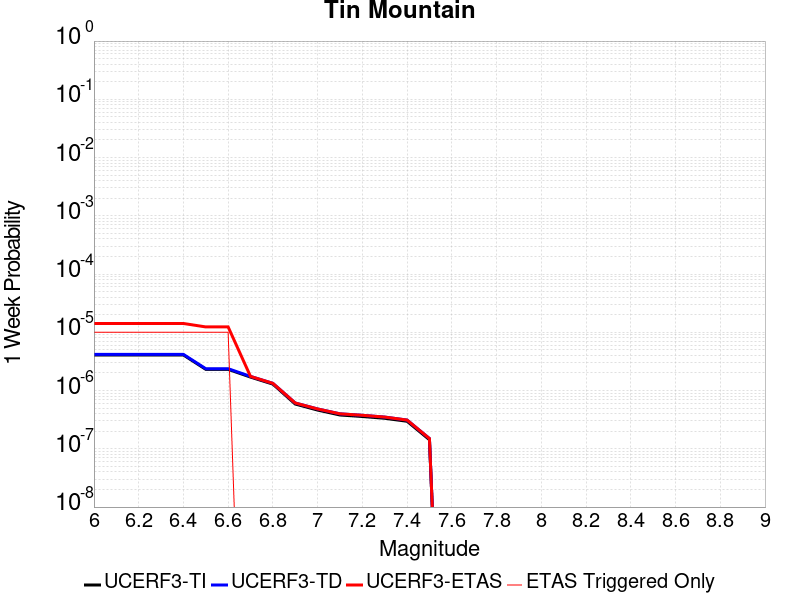 Tin Mountain
10^0
10^-1
10^-2
10^-3
10^-4
10^-5
10^-6
10^-7
10^-8
1 Week Probability
6 6.2 6.4 6.6 6.8 7 7.2 7.4 7.6 7.8 8 8.2 8.4 8.6 8.8 9
Magnitude
UCERF3-TI UCERF3-TD UCERF3-ETAS ETAS Triggered Only